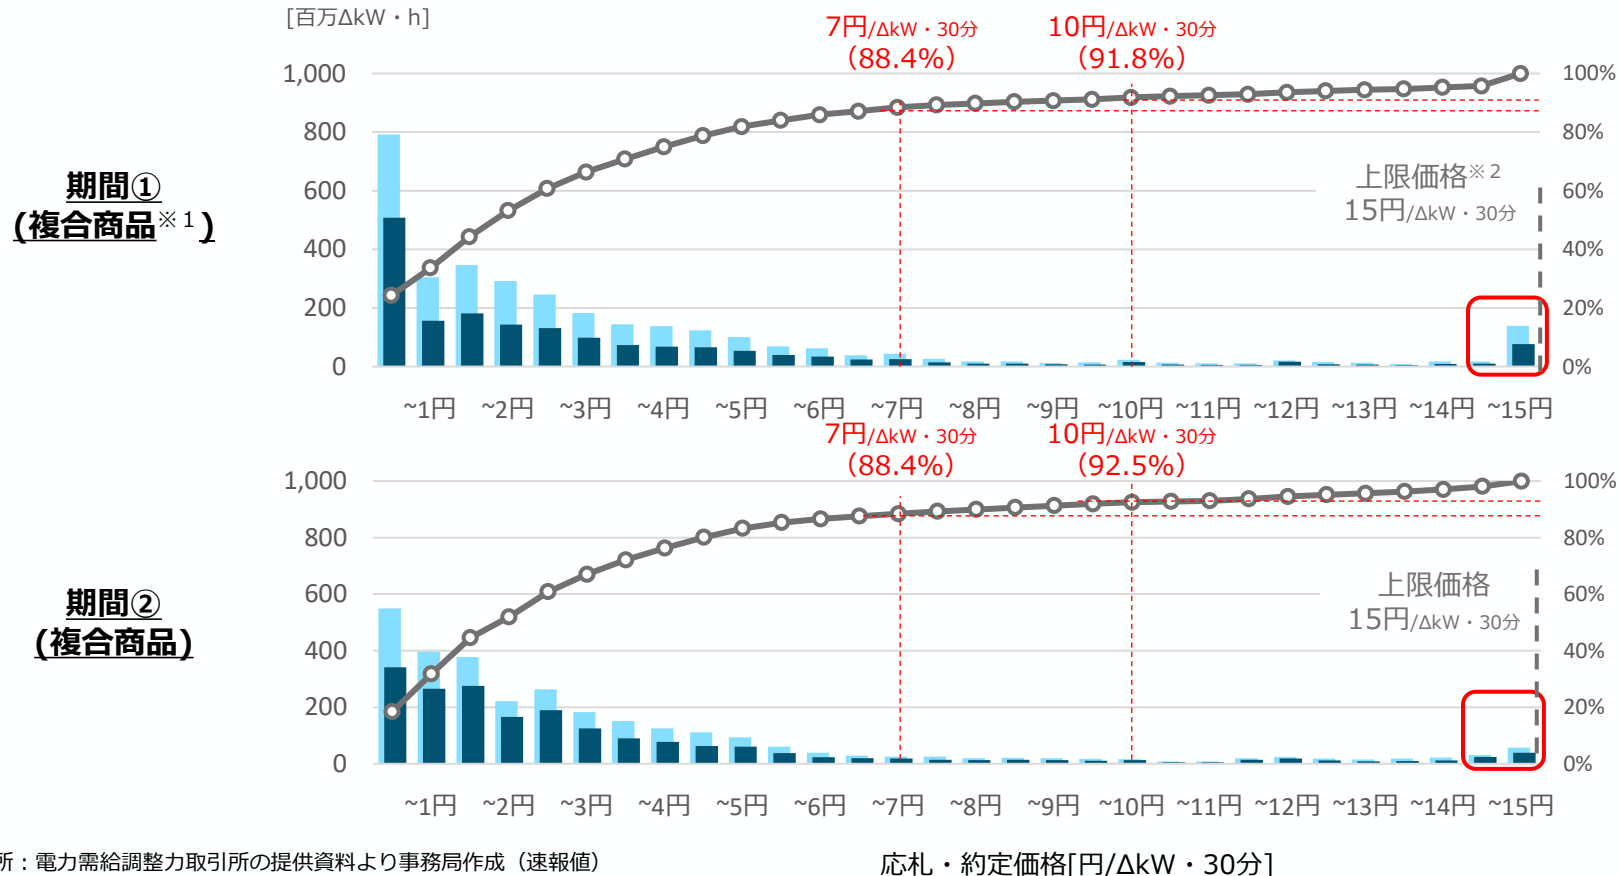 [百万ΔkW・h]
7円/ΔkW・30分
(88.4%)
10円/ΔkW・30分
(91.8%)
1,000
800
600
400
200
0
100%
80%
60%
40%
20%
0%
期間①
(複合商品※1)
上限価格※2
15円/ΔkW・30分
~1円 ~2円 ~3円 ~4円 ~5円 ~6円 ~7円 ~8円 ~9円 ~10円 ~11円 ~12円 ~13円 ~14円 ~15円
7円/ΔkW・30分
(88.4%)
10円/ΔkW・30分
(92.5%)
1,000
800
600
400
200
0
100%
80%
60%
40%
20%
0%
期間②
(複合商品)
上限価格
15円/ΔkW・30分
~1円 ~2円 ~3円 ~4円 ~5円 ~6円 ~7円 ~8円 ~9円 ~10円 ~11円 ~12円 ~13円 ~14円 ~15円
所：電力需給調整力取引所の提供資料より事務局作成（速報値）
応札・約定価格[円/ΔkW・30分]